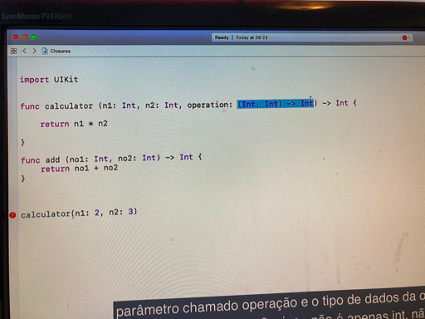 SyncMaster P2470HN
Ready | Today at 09:23
Closures
import UIKit
func calculator (n1: Int, n2: Int, operation: (Int, Int) -> Int) -> Int {
return n1 * n2
}
func add (no1: Int, no2: Int) -> Int {
return no1 + no2
}
calculator(n1: 2, n2: 3)
parâmetro chamado operação e o tipo de dados da o
não é apenas int, nã